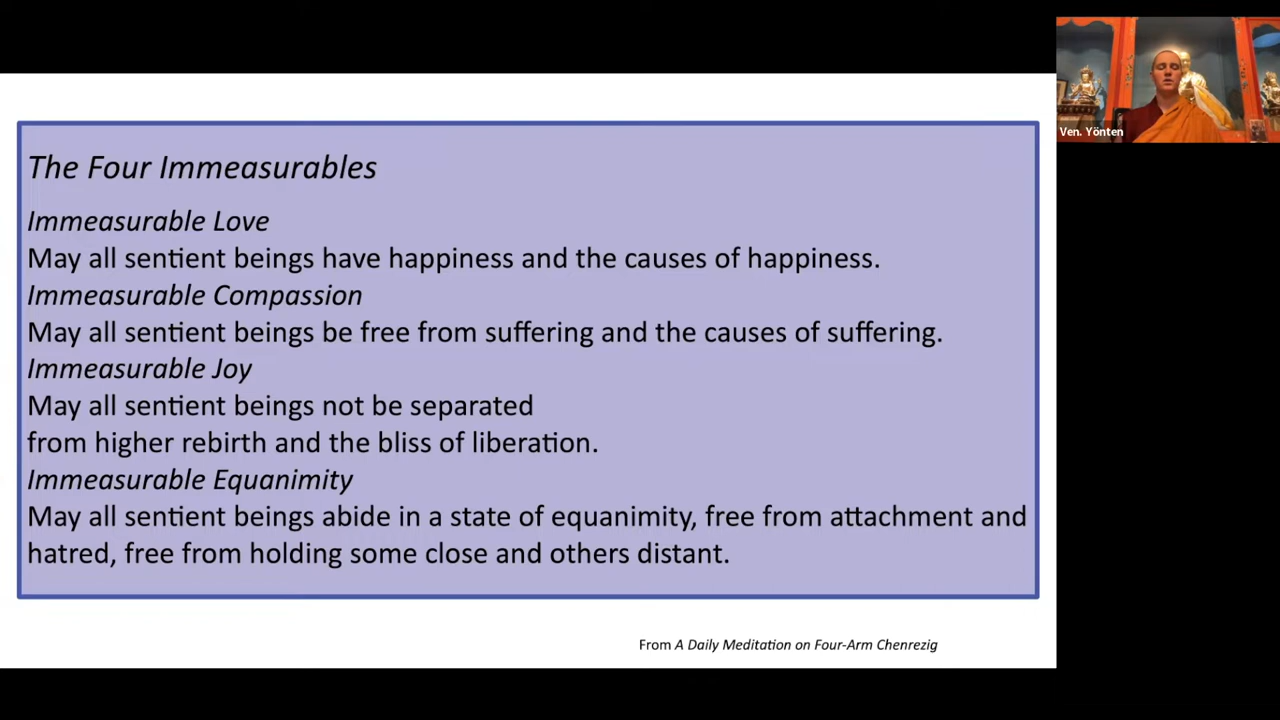 The Four Immeasurables
Immeasurable Love
May all sentient beings have happiness and the causes of happiness.
Immeasurable Compassion
May all sentient beings be free from suffering and the causes of suffering.
Immeasurable Joy
May all sentient beings not be separated
from higher rebirth and the bliss of liberation.
Immeasurable Equanimity
May all sentient beings abide in a state of equanimity, free from attachment and
hatred, free from holding some close and others distant.
From A Daily Meditation on Four-Arm Chenrezig
Ven. Yönten